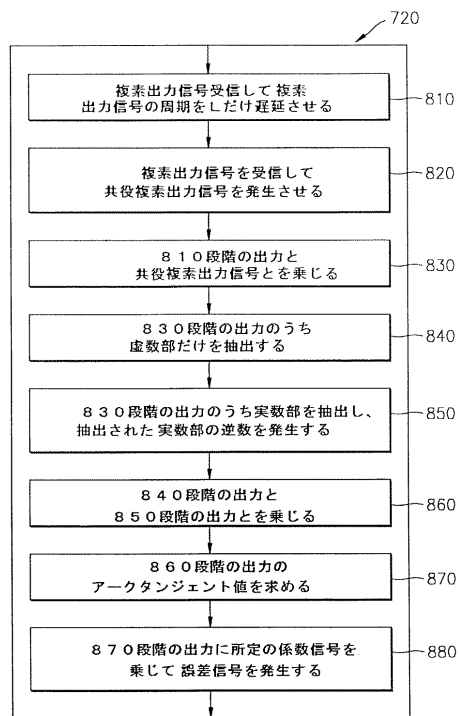 720
複素出力信号受信して複素
出力信号の周期をLだけ遅延させる
810
複素出力信号を受信して
共役複素出力信号を発生させる
820
８１０段階の出力と
共役複素出力信号とを乗じる
830
８３０段階の出力のうち
虚数部だけを抽出する
840
８３０段階の出力のうち実数部を抽出し、
抽出された実数部の逆数を発生する
850
８４０段階の出力と
８５０段階の出力とを乗じる
860
８６０段階の出力の
アークタンジェント値を求める
870
８７０段階の出力に所定の係数信号を
乗じて誤差信号を発生する
880